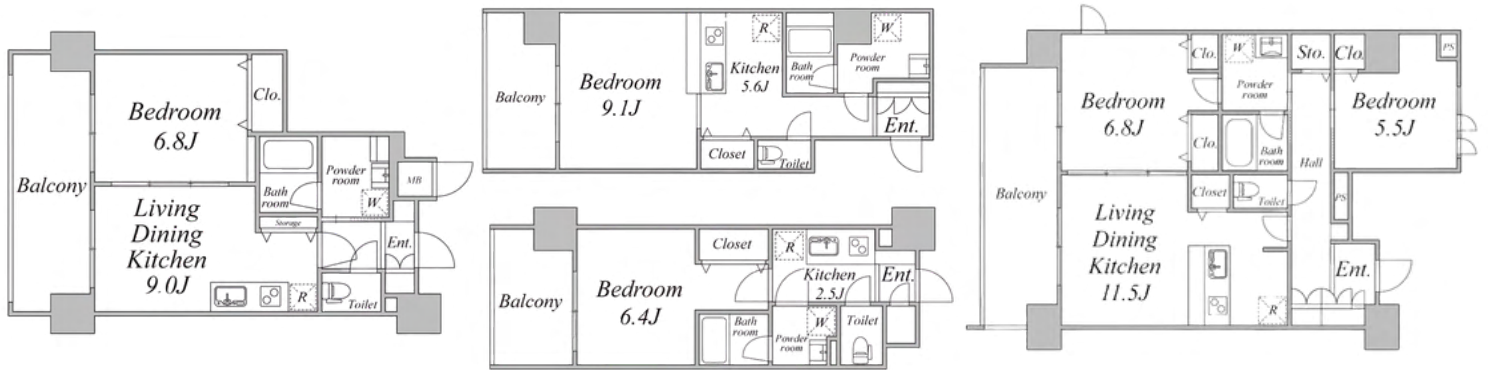 Bedroom
6.8J
Clo.
Balcony
Living
Dining
Kitchen
9.0J
Bath
room
Powder
room
W
MB
Storage
Ent.
R
Toilet
Balcony
Bedroom
9.1J
R
Kitchen
5.6J
Bath
room
W
Powder
room
Closet
Toilet
Ent.
Balcony
Bedroom
6.4J
Closet
R
Kitchen
2.5J
Ent.
Bath
room
Powder
room
W
Toilet
Balcony
Bedroom
6.8J
Clo.
W
Powder
room
Sto.
Clo.
PS
Bedroom
5.5J
Clo.
Bath
room
Hall
Closet
Toilet
PS
Living
Dining
Kitchen
11.5J
R
Ent.